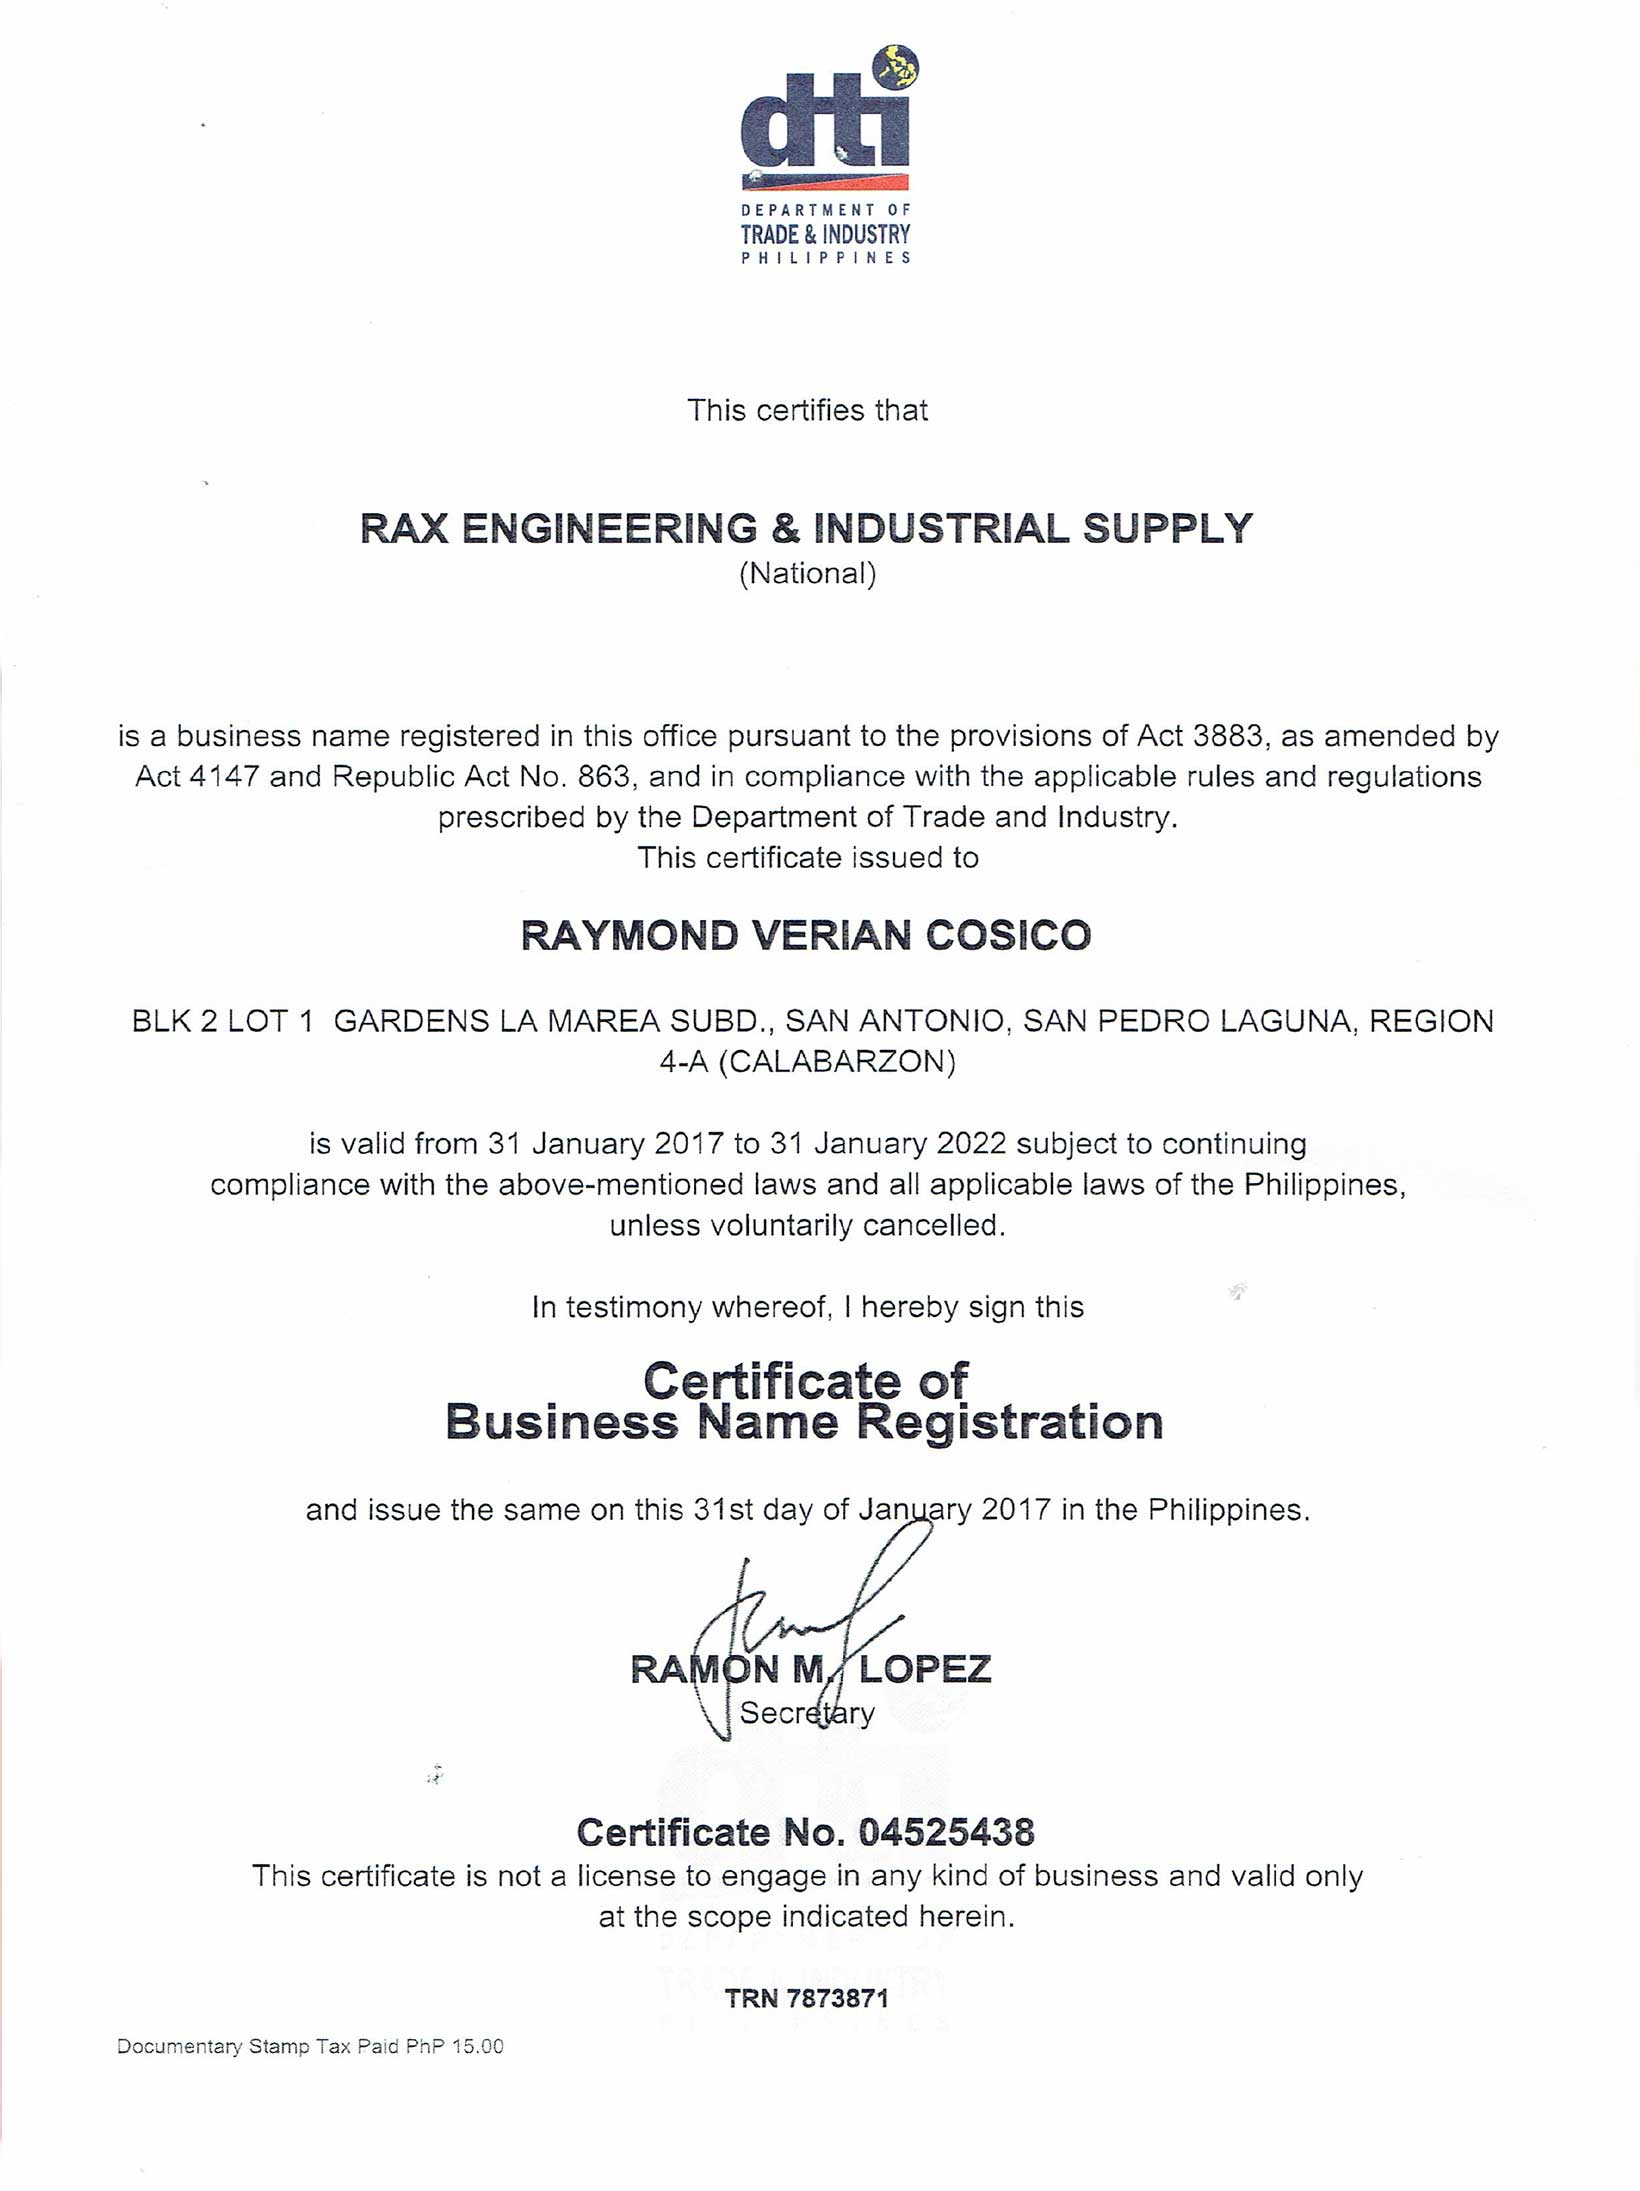 dti
DEPARTMENT OF
TRADE & INDUSTRY
PHILIPPINES
This certifies that
RAX ENGINEERING & INDUSTRIAL SUPPLY
(National)
is a business name registered in this office pursuant to the provisions of Act 3883, as amended by
Act 4147 and Republic Act No. 863, and in compliance with the applicable rules and regulations
prescribed by the Department of Trade and Industry.
This certificate issued to
RAYMOND VERIAN COSICO
BLK 2 LOT 1 GARDENS LA MAREA SUBD., SAN ANTONIO, SAN PEDRO LAGUNA, REGION
4-A (CALABARZON)
is valid from 31 January 2017 to 31 January 2022 subject to continuing
compliance with the above-mentioned laws and all applicable laws of the Philippines,
unless voluntarily cancelled.
In testimony whereof, I hereby sign this
Certificate of
Business Name Registration
and issue the same on this 31st day of January 2017 in the Philippines.
RAMON M. LOPEZ
Secretary
Certificate No. 04525438
This certificate is not a license to engage in any kind of business and valid only
at the scope indicated herein.
TRN 7873871
Documentary Stamp Tax Paid PhP 15.00